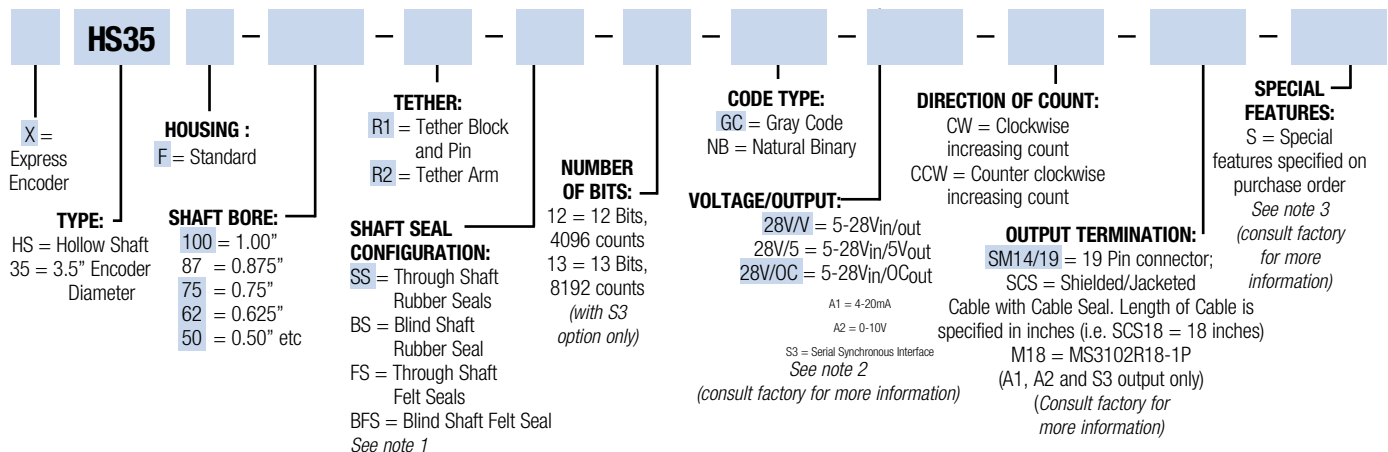 HS35 – – – – – – – – –
X =
Express
Encoder
TYPE:
HS = Hollow Shaft
35 = 3.5" Encoder
Diameter
HOUSING :
F = Standard
SHAFT BORE:
100 = 1.00"
87 = 0.875"
75 = 0.75"
62 = 0.625"
50 = 0.50" etc
TETHER:
R1 = Tether Block
and Pin
R2 = Tether Arm
SHAFT SEAL
CONFIGURATION:
SS = Through Shaft
Rubber Seals
BS = Blind Shaft
Rubber Seal
FS = Through Shaft
Felt Seals
BFS = Blind Shaft Felt Seal
See note 1
NUMBER
OF BITS:
12 = 12 Bits,
4096 counts
13 = 13 Bits,
8192 counts
(with S3
option only)
CODE TYPE:
GC = Gray Code
NB = Natural Binary
VOLTAGE/OUTPUT:
28V/V = 5-28Vin/out
28V/5 = 5-28Vin/5Vout
28V/OC = 5-28Vin/OCout
A1 = 4-20mA
A2 = 0-10V
S3 = Serial Synchronous Interface
See note 2
(consult factory for more information)
DIRECTION OF COUNT:
CW = Clockwise
increasing count
CCW = Counter clockwise
increasing count
OUTPUT TERMINATION:
SM14/19 = 19 Pin connector;
SCS = Shielded/Jacketed
Cable with Cable Seal. Length of Cable is
specified in inches (i.e. SCS18 = 18 inches)
M18 = MS3102R18-1P
(A1, A2 and S3 output only)
(Consult factory for
more information)
SPECIAL
FEATURES:
S = Special
features specified on
purchase order
See note 3
(consult factory
for more
information)